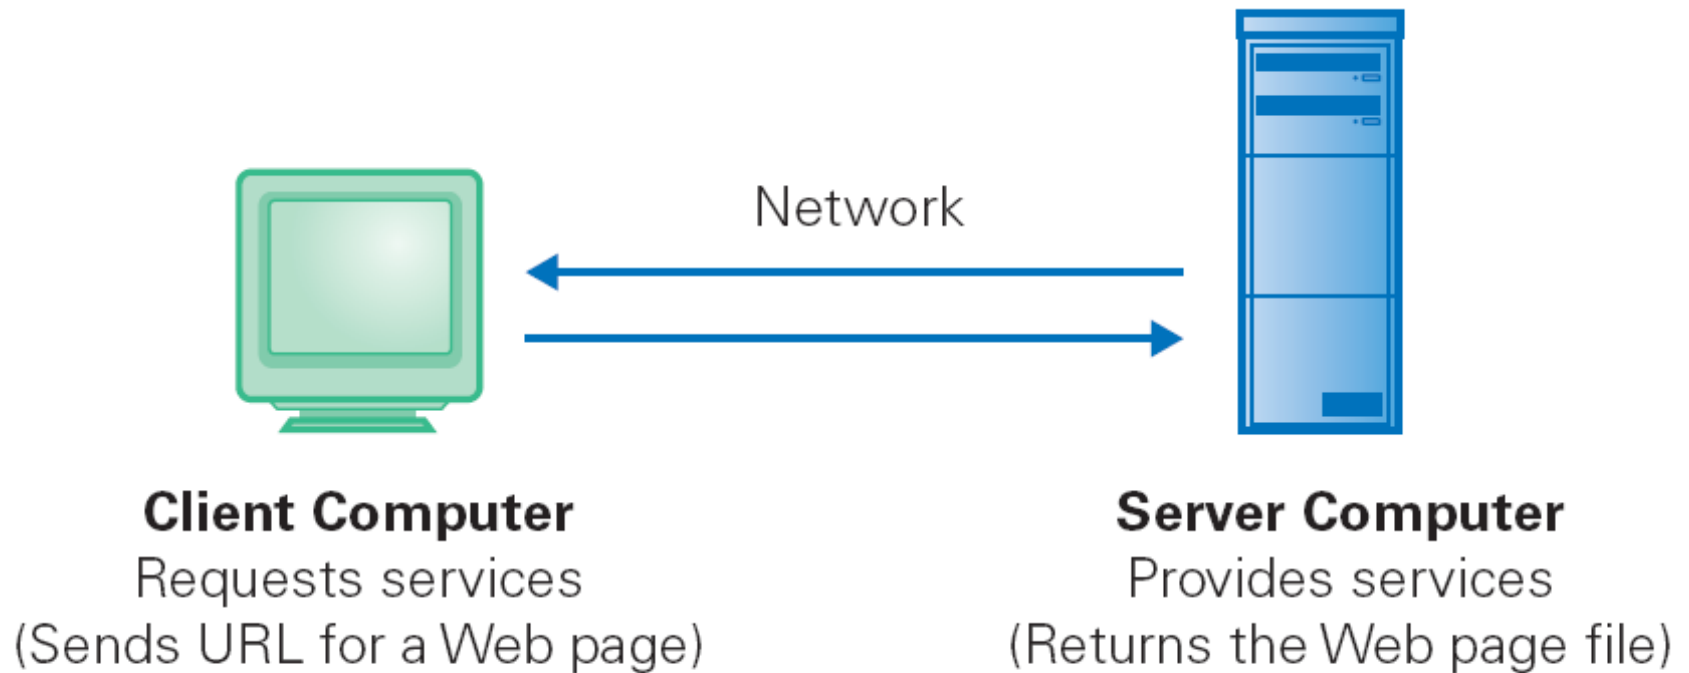 Network
Client Computer
Requests services
(Sends URL for a Web page)
Server Computer
Provides services
(Returns the Web page file)